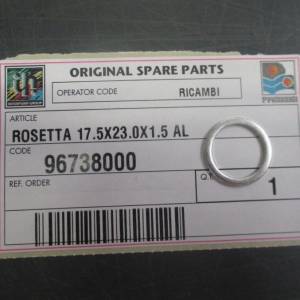 ORIGINAL SPARE PARTS
OPERATOR CODE RICAMBI
ARTICLE
ROSETTA 17.5X23.0X1.5 AL
CODE
96738000
REF. ORDER
1